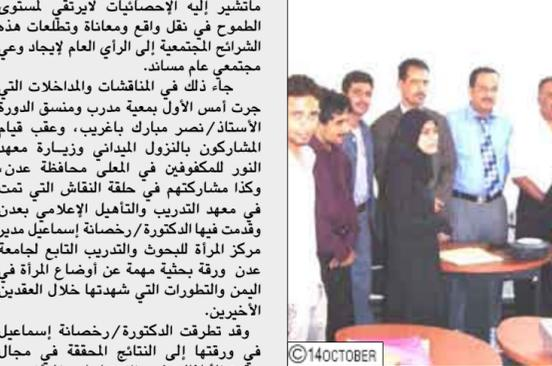 ماتشير إليه الإحصائيات لايرتقي لمستوى
الطموح في نقل واقع ومعاناة وتطلعات هذه
الشرائح المجتمعية إلى الرأي العام لإيجاد وعي
مجتمعي عام مساند.
جاء ذلك في المناقشات والمداخلات التي
جرت أمس الأول بمعية مدرب ومنسق الدورة
الأستاذ/نصر مبارك باغريب، وعقب قيام
المشاركون بالنزول الميداني وزيـارة معهد
النور للمكفوفين في المعلى محافظة عدن،
وكذا مشاركتهم في حلقة النقاش التي تمت
في معهد التدريب والتأهيل الإعلامي بعدن
وقدمت فيها الدكتورة/رخصانة إسماعيل مدير
مركز المرأة للبحوث والتدريب التابع لجامعة
عدن ورقة بحثية مهمة عن أوضاع المرأة في
اليمن والتطورات التي شهدتها خلال العقدين
الأخيرين.
وقد تطرقت الدكتورة/رخصانة إسماعيل
في ورقتها إلى النتائج المحققة في مجال
©14OCTOBER